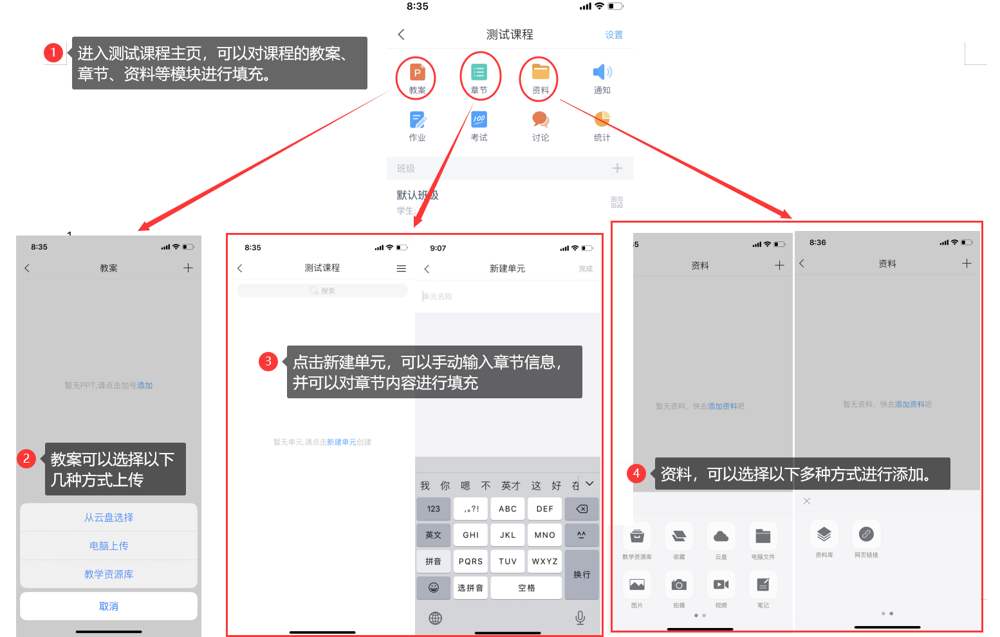 8:35
测试课程
设置
1
进入测试课程主页，可以对课程的教案、
章节、资料等模块进行填充。
P
教案
章节
资料
通知
100
作业
考试
讨论
统计
班级
默认班级
学生:
8:35
教案
暂无PPT,请点击加号添加
2
教案可以选择以下
几种方式上传
从云盘选择
电脑上传
教学资源库
取消
8:35
测试课程
搜索
暂无单元,请点击新建单元创建
9:07
新建单元
完成
单元名称
3
点击新建单元，可以手动输入章节信息，
并可以对章节内容进行填充
我 你 嗯 不 英才 这 好 在
123 ,。?! ABC DEF
英文 GHI JKL MNO ^^
拼音 PQRS TUV WXYZ
换行
选拼音 空格
35
资料
暂无资料，快去添加资料吧
8:36
资料
暂无资料，快去添加资料吧
4
资料，可以选择以下多种方式进行添加。
教学资源库 收藏 云盘 电脑文件
图片 拍摄 视频 笔记
资料库 网页链接